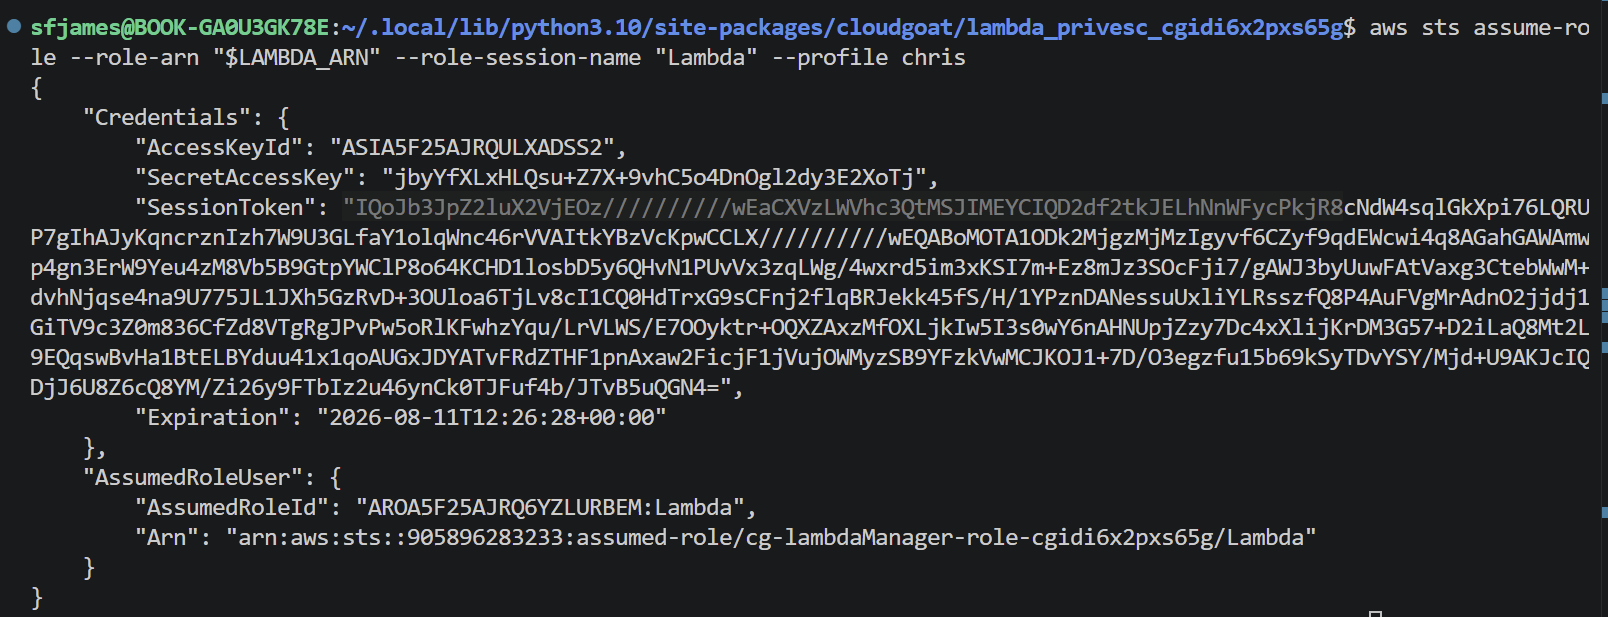 sfjames@BOOK-GA0U3GK78E:~/.local/lib/python3.10/site-packages/cloudgoat/lambda_privesc_cgidi6x2pxs65g$ aws sts assume-ro
le --role-arn "$LAMBDA_ARN" --role-session-name "Lambda" --profile chris
{
    "Credentials": {
        "AccessKeyId": "ASIA5F25AJRQULXADSS2",
        "SecretAccessKey": "jbyYfXLxHLQsu+Z7X+9vhC5o4DnOgl2dy3E2XoTj",
        "SessionToken": "IQoJb3JpZ2luX2VjEOz//////////wEaCXVzLWVhc3QtMSJIMEYCIQD2df2tkJELhNnWFycPkjR8cNdW4sqlGkXpi76LQRU
P7gIhAJyKqncrznIzh7W9U3GLfaY1olqWnc46rVVAItkYBzVcKpwCCLX//////////wEQABoMOTA1ODk2MjgzMjMzIgyvf6CZyf9qdEWcwi4q8AGahGAWAmw
p4gn3ErW9Yeu4zM8Vb5B9GtpYWClP8o64KCHD1losbD5y6QHvN1PUvVx3zqLWg/4wxrd5im3xKSI7m+Ez8mJz3SOcFji7/gAWJ3byUuwFAtVaxg3CtebWwM+
dvhNjqse4na9U775JL1JXh5GzRvD+3OUloa6TjLv8cI1CQ0HdTrxG9sCFnj2flqBRJekk45fS/H/1YPznDANessuUxliYLRsszfQ8P4AuFVgMrAdnO2jjdj1
GiTV9c3Z0m836CfZd8VTgRgJPvPw5oRlKFwhzYqu/LrVLWS/E7OOyktr+OQXZAxzMfOXLjkIw5I3s0wY6nAHNUpjZzy7Dc4xXlijKrDM3G57+D2iLaQ8Mt2L
9EQqswBvHa1BtELBYduu41x1qoAUGxJDYATvFRdZTHF1pnAxaw2FicjF1jVujOWMyzSB9YFzkVwMCJKOJ1+7D/O3egzfu15b69kSyTDvYSY/Mjd+U9AKJcIQ
DjJ6U8Z6cQ8YM/Zi26y9FTbIz2u46ynCk0TJFuf4b/JTvB5uQGN4=",
        "Expiration": "2026-08-11T12:26:28+00:00"
    },
    "AssumedRoleUser": {
        "AssumedRoleId": "AROA5F25AJRQ6YZLURBEM:Lambda",
        "Arn": "arn:aws:sts::905896283233:assumed-role/cg-lambdaManager-role-cgidi6x2pxs65g/Lambda"
    }
}